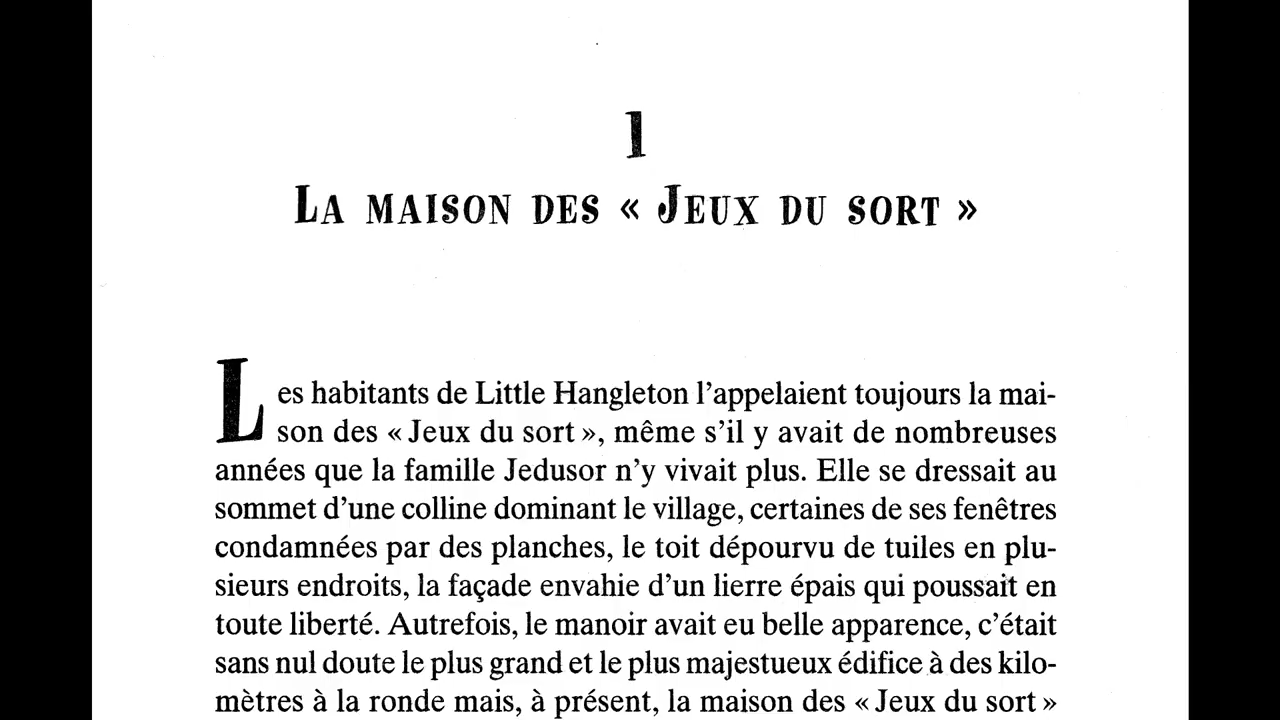 1
La maison des « Jeux du sort »
Les habitants de Little Hangleton l’appelaient toujours la mai-
son des « Jeux du sort », même s’il y avait de nombreuses
années que la famille Jedusor n’y vivait plus. Elle se dressait au
sommet d’une colline dominant le village, certaines de ses fenêtres
condamnées par des planches, le toit dépourvu de tuiles en plu-
sieurs endroits, la façade envahie d’un lierre épais qui poussait en
toute liberté. Autrefois, le manoir avait eu belle apparence, c’était
sans nul doute le plus grand et le plus majestueux édifice à des kilo-
mètres à la ronde mais, à présent, la maison des « Jeux du sort »